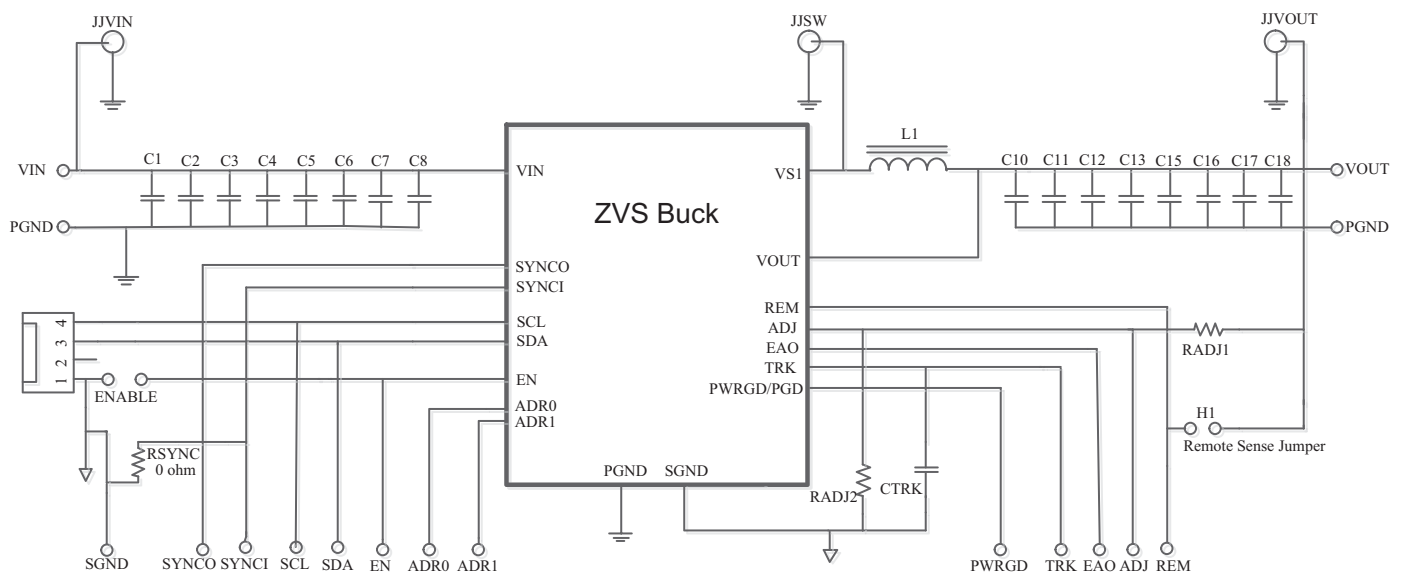 JJVIN
JJSW
JJVOUT
L1
C1 C2 C3 C4 C5 C6 C7 C8
C10 C11 C12 C13 C15 C16 C17 C18
VIN
VIN
VS1
VOUT
ZVS Buck
PGND
PGND
VOUT
SYNCO
SYNCI
REM
4
SCL
ADJ
3
SDA
EAO
RADJ1
2
TRK
1
EN
PWRGD/PGD
ENABLE
ADR0
ADR1
H1
Remote Sense Jumper
RSYNC
0 ohm
PGND
SGND
RADJ2
CTRK
SGND
SYNCO SYNCI SCL SDA EN ADR0 ADR1
PWRGD TRK EAO ADJ REM